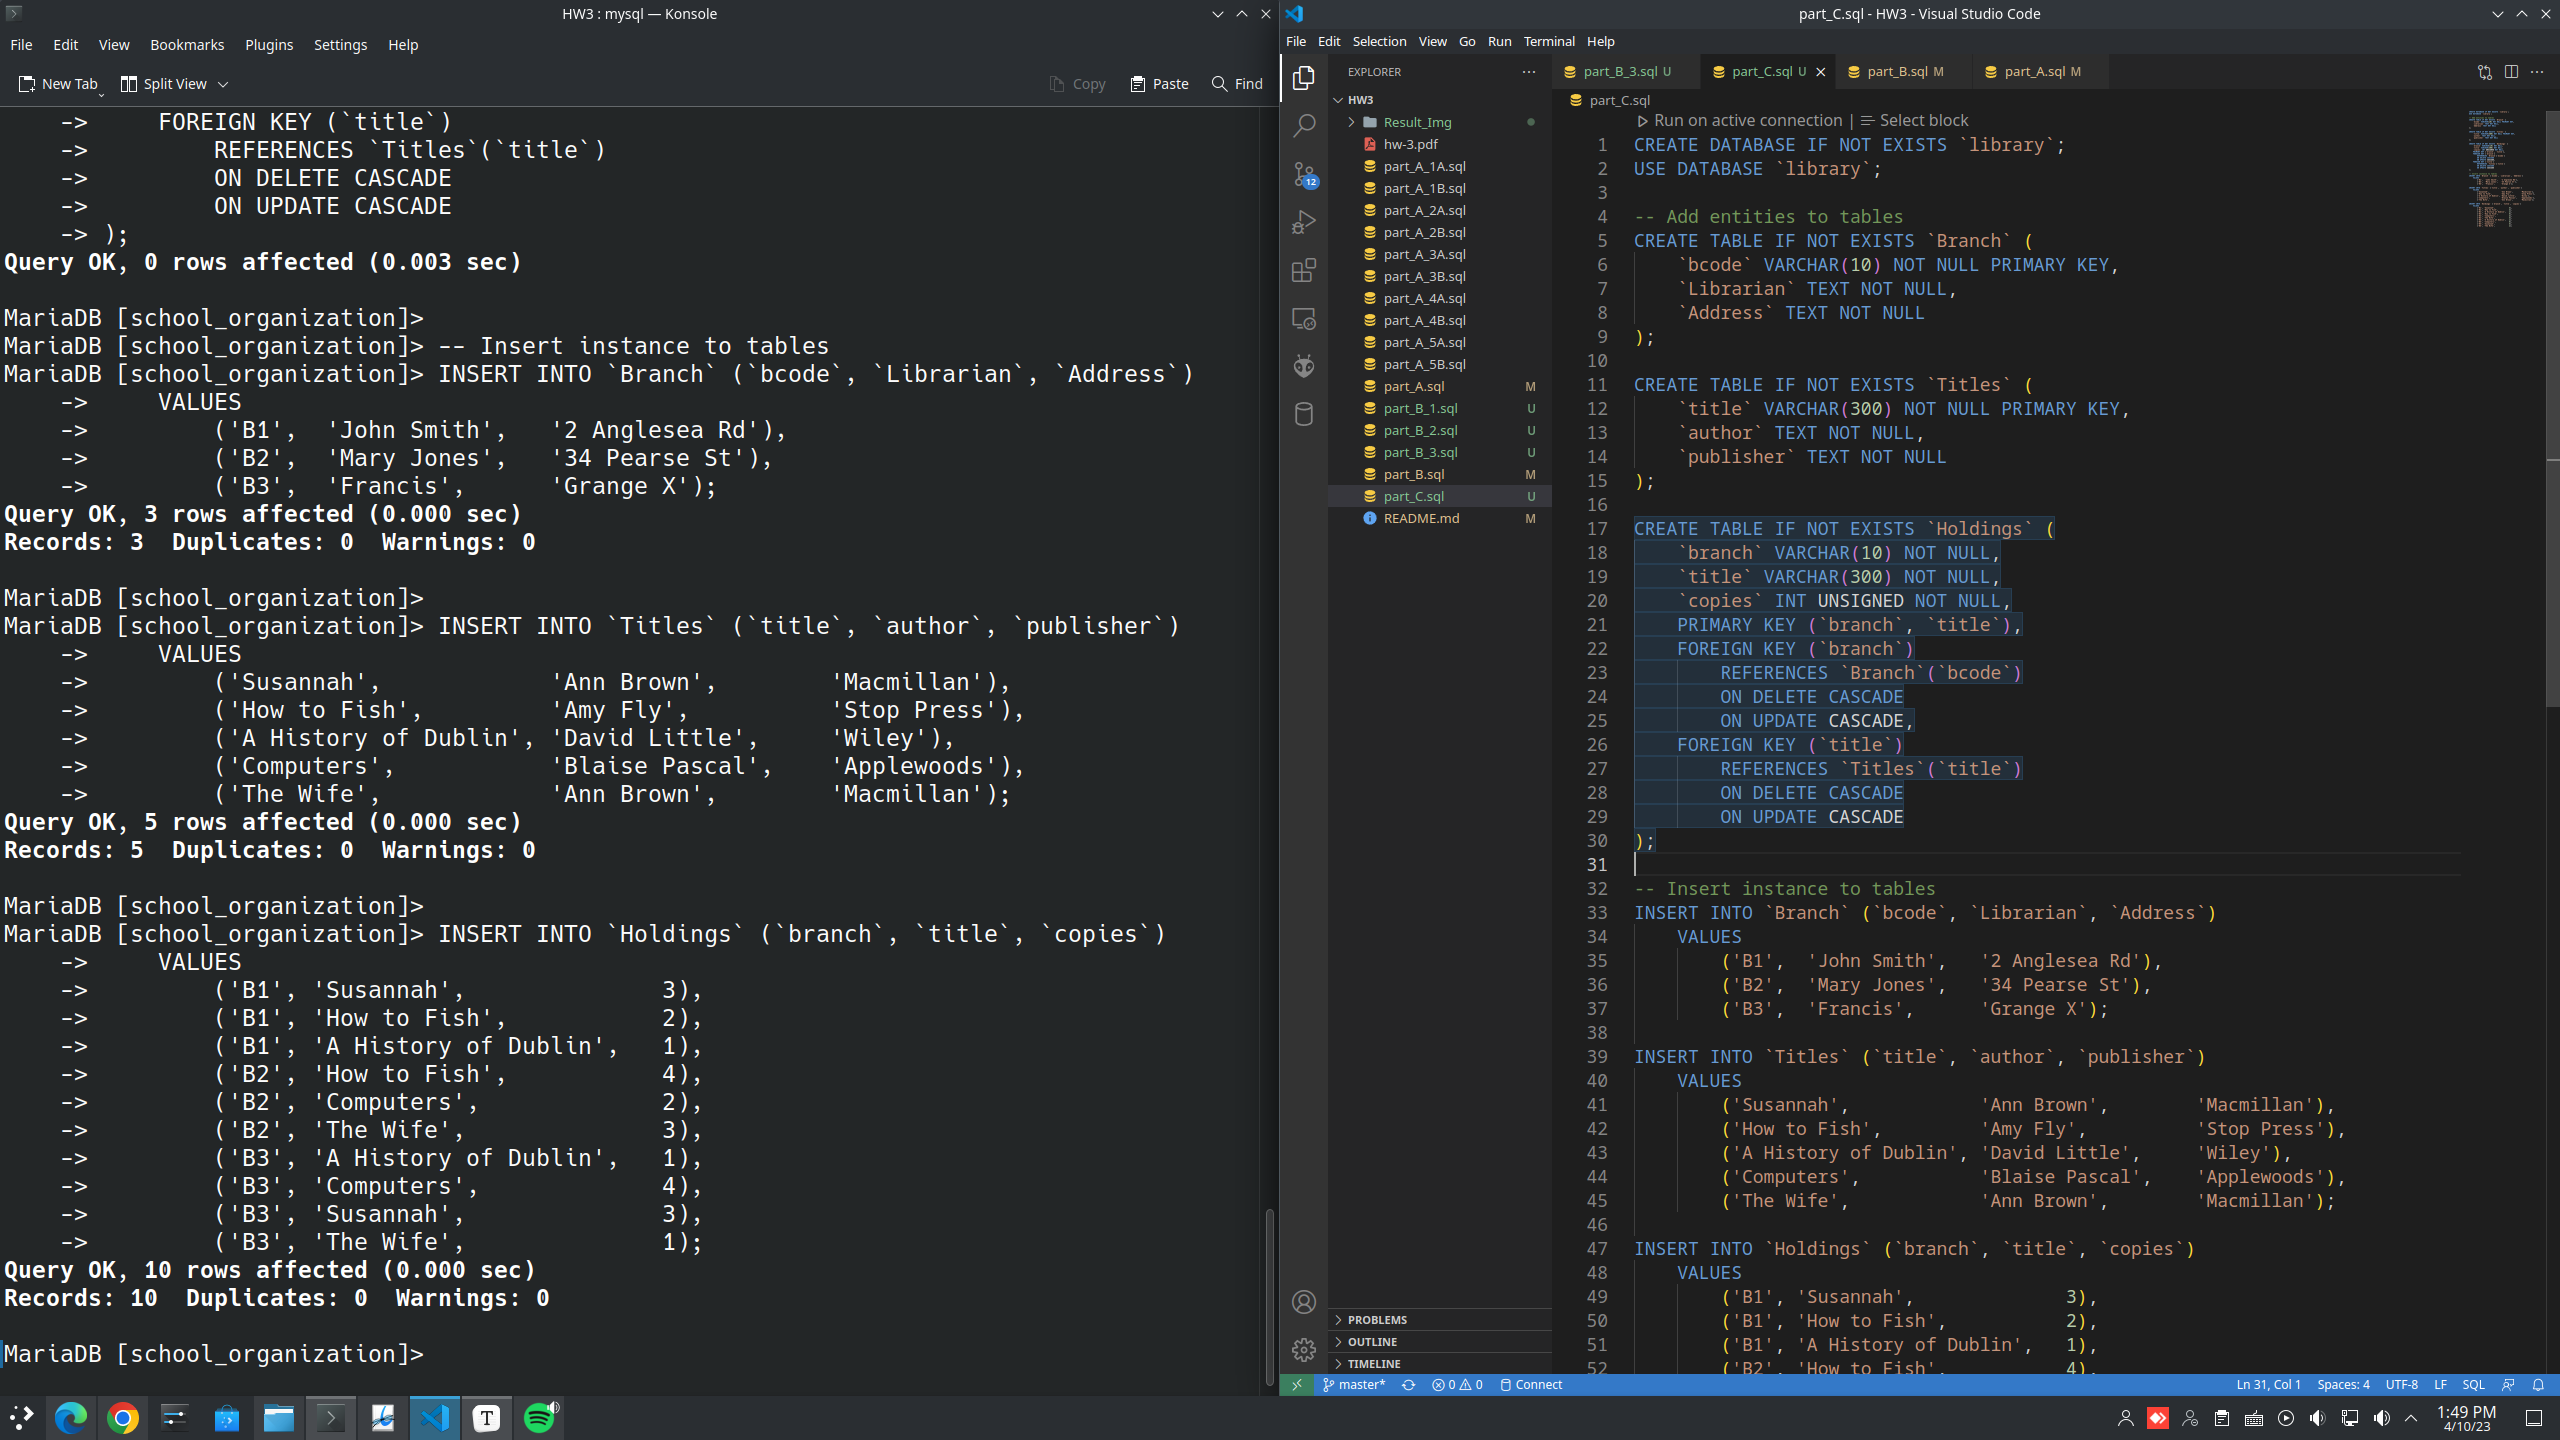 HW3 : mysql — Konsole
File Edit View Bookmarks Plugins Settings Help
New Tab Split View Copy Paste Find
->     FOREIGN KEY (`title`)
->         REFERENCES `Titles`(`title`)
->         ON DELETE CASCADE
->         ON UPDATE CASCADE
-> );
Query OK, 0 rows affected (0.003 sec)
MariaDB [school_organization]>
MariaDB [school_organization]> -- Insert instance to tables
MariaDB [school_organization]> INSERT INTO `Branch` (`bcode`, `Librarian`, `Address`)
->     VALUES
->         ('B1',  'John Smith',   '2 Anglesea Rd'),
->         ('B2',  'Mary Jones',   '34 Pearse St'),
->         ('B3',  'Francis',      'Grange X');
Query OK, 3 rows affected (0.000 sec)
Records: 3  Duplicates: 0  Warnings: 0
MariaDB [school_organization]>
MariaDB [school_organization]> INSERT INTO `Titles` (`title`, `author`, `publisher`)
->     VALUES
->         ('Susannah',            'Ann Brown',        'Macmillan'),
->         ('How to Fish',         'Amy Fly',          'Stop Press'),
->         ('A History of Dublin', 'David Little',     'Wiley'),
->         ('Computers',           'Blaise Pascal',    'Applewoods'),
->         ('The Wife',            'Ann Brown',        'Macmillan');
Query OK, 5 rows affected (0.000 sec)
Records: 5  Duplicates: 0  Warnings: 0
MariaDB [school_organization]>
MariaDB [school_organization]> INSERT INTO `Holdings` (`branch`, `title`, `copies`)
->     VALUES
->         ('B1', 'Susannah',              3),
->         ('B1', 'How to Fish',           2),
->         ('B1', 'A History of Dublin',   1),
->         ('B2', 'How to Fish',           4),
->         ('B2', 'Computers',             2),
->         ('B2', 'The Wife',              3),
->         ('B3', 'A History of Dublin',   1),
->         ('B3', 'Computers',             4),
->         ('B3', 'Susannah',              3),
->         ('B3', 'The Wife',              1);
Query OK, 10 rows affected (0.000 sec)
Records: 10  Duplicates: 0  Warnings: 0
MariaDB [school_organization]>
part_C.sql - HW3 - Visual Studio Code
File Edit Selection View Go Run Terminal Help
EXPLORER
HW3
Result_Img
hw-3.pdf
part_A_1A.sql
part_A_1B.sql
part_A_2A.sql
part_A_2B.sql
part_A_3A.sql
part_A_3B.sql
part_A_4A.sql
part_A_4B.sql
part_A_5A.sql
part_A_5B.sql
part_A.sql M
part_B_1.sql U
part_B_2.sql U
part_B_3.sql U
part_B.sql M
part_C.sql U
README.md M
12
PROBLEMS
OUTLINE
TIMELINE
part_B_3.sql U part_C.sql U part_B.sql M part_A.sql M
part_C.sql
Run on active connection | Select block
1 CREATE DATABASE IF NOT EXISTS `library`;
2 USE DATABASE `library`;
3
4 -- Add entities to tables
5 CREATE TABLE IF NOT EXISTS `Branch` (
6     `bcode` VARCHAR(10) NOT NULL PRIMARY KEY,
7     `Librarian` TEXT NOT NULL,
8     `Address` TEXT NOT NULL
9 );
10
11 CREATE TABLE IF NOT EXISTS `Titles` (
12     `title` VARCHAR(300) NOT NULL PRIMARY KEY,
13     `author` TEXT NOT NULL,
14     `publisher` TEXT NOT NULL
15 );
16
17 CREATE TABLE IF NOT EXISTS `Holdings` (
18     `branch` VARCHAR(10) NOT NULL,
19     `title` VARCHAR(300) NOT NULL,
20     `copies` INT UNSIGNED NOT NULL,
21     PRIMARY KEY (`branch`, `title`),
22     FOREIGN KEY (`branch`)
23         REFERENCES `Branch`(`bcode`)
24         ON DELETE CASCADE
25         ON UPDATE CASCADE,
26     FOREIGN KEY (`title`)
27         REFERENCES `Titles`(`title`)
28         ON DELETE CASCADE
29         ON UPDATE CASCADE
30 );
31
32 -- Insert instance to tables
33 INSERT INTO `Branch` (`bcode`, `Librarian`, `Address`)
34     VALUES
35         ('B1',  'John Smith',   '2 Anglesea Rd'),
36         ('B2',  'Mary Jones',   '34 Pearse St'),
37         ('B3',  'Francis',      'Grange X');
38
39 INSERT INTO `Titles` (`title`, `author`, `publisher`)
40     VALUES
41         ('Susannah',            'Ann Brown',        'Macmillan'),
42         ('How to Fish',         'Amy Fly',          'Stop Press'),
43         ('A History of Dublin', 'David Little',     'Wiley'),
44         ('Computers',           'Blaise Pascal',    'Applewoods'),
45         ('The Wife',            'Ann Brown',        'Macmillan');
46
47 INSERT INTO `Holdings` (`branch`, `title`, `copies`)
48     VALUES
49         ('B1', 'Susannah',              3),
50         ('B1', 'How to Fish',           2),
51         ('B1', 'A History of Dublin',   1),
52         ('B2', 'How to Fish',           4),
master* 0 0 Connect Ln 31, Col 1 Spaces: 4 UTF-8 LF SQL
T
1:49 PM
4/10/23